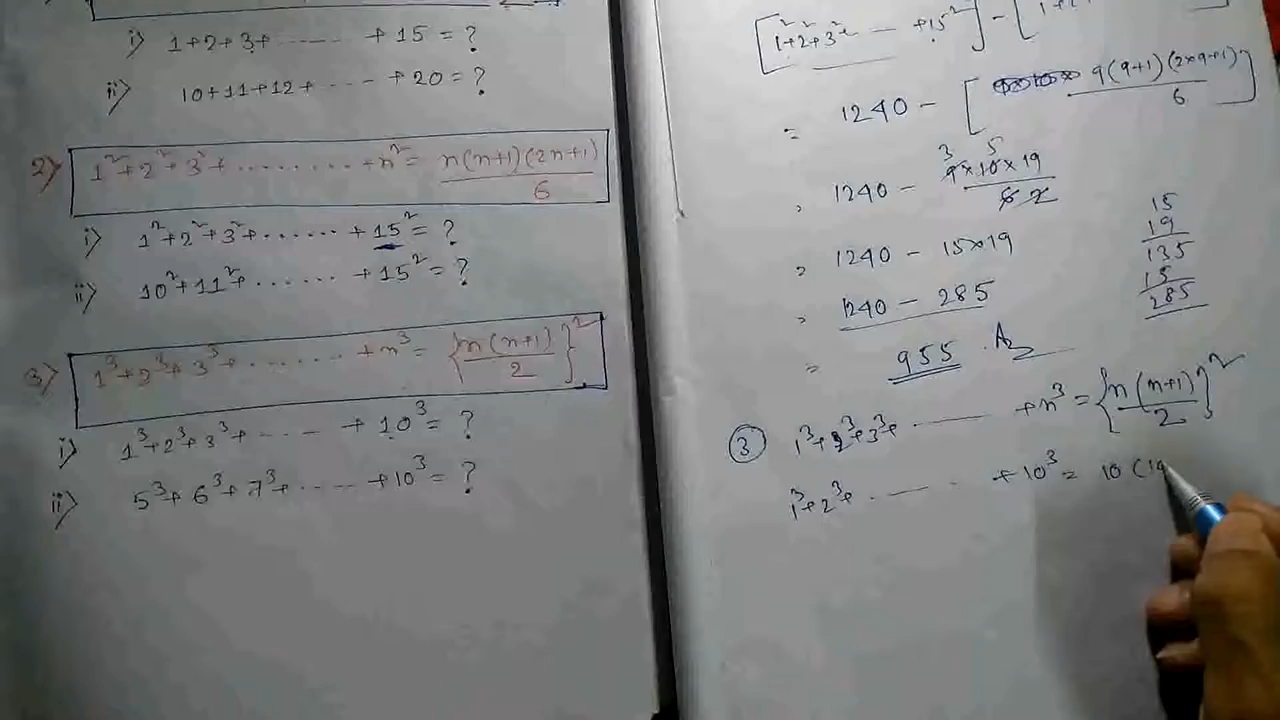 i) 1+2+3+ ........ +15 = ?
ii) 10+11+12+ ...... +20 = ?
2) 1²+2²+3²+ ......... +n² = n(n+1)(2n+1)/6
i) 1²+2²+3²+ ....... +15² = ?
ii) 10²+11²+ ....... +15² = ?
3) 1³+2³+3³+ ....... +n³ = {n(n+1)/2}²
i) 1³+2³+3³+ ...... +10³ = ?
ii) 5³+6³+7³+ ...... +10³ = ?
[1²+2²+3² ---- +15²] - [
= 1240 - [ 9(9+1)(2×9+1)/6 ]
, 1240 - 9×10×19/6 2
3 5
, 1240 - 15×19
, 1240 - 285
= 955 .
15
19
135
15
285
③ 1³+2³+3³+ ...... +n³ = {n(n+1)/2}²
1³+2³+ ...... +10³ = 10(10